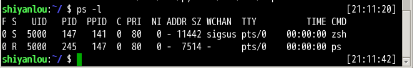 shiyanlou:~/ $ ps -l [21:11:20]
F S UID PID PPID C PRI NI ADDR SZ WCHAN TTY TIME CMD
0 S 5000 147 141 0 80 0 - 11442 sigsus pts/0 00:00:00 zsh
0 R 5000 245 147 0 80 0 - 7514 - pts/0 00:00:00 ps
shiyanlou:~/ $ [21:11:42]